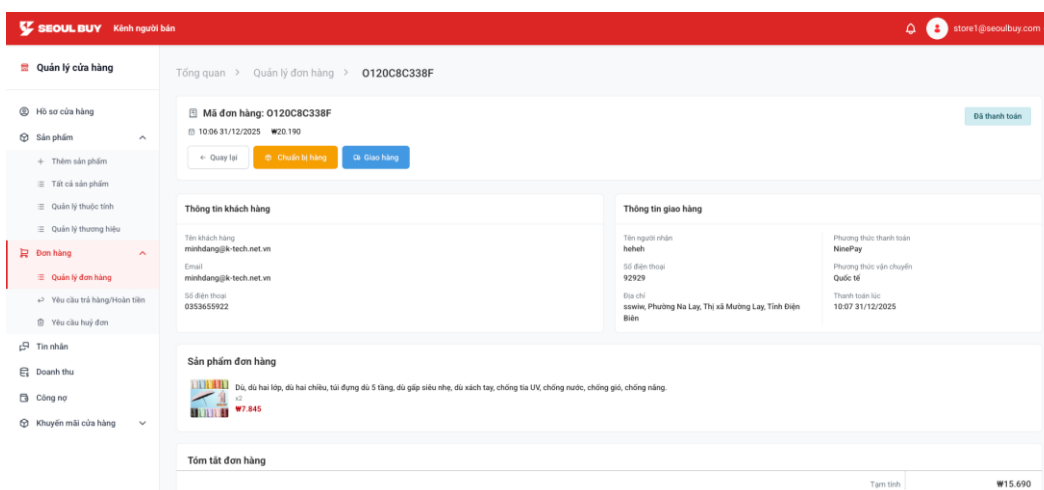 SEOUL BUY Kênh người bán
store1@seoulbuy.com
Quản lý cửa hàng
Tổng quan > Quản lý đơn hàng > O120C8C338F
Hồ sơ cửa hàng
Sản phẩm
+ Thêm sản phẩm
Tất cả sản phẩm
Quản lý thuộc tính
Quản lý thương hiệu
Đơn hàng
Quản lý đơn hàng
Yêu cầu trả hàng/Hoàn tiền
Yêu cầu huỷ đơn
Tin nhắn
Doanh thu
Công nợ
Khuyến mãi cửa hàng
Mã đơn hàng: O120C8C338F
Đã thanh toán
10:06 31/12/2025 ₩20.190
← Quay lại
Chuẩn bị hàng
Giao hàng
Thông tin khách hàng
Tên khách hàng
minhdang@k-tech.net.vn
Email
minhdang@k-tech.net.vn
Số điện thoại
0353655922
Thông tin giao hàng
Tên người nhận
heheh
Số điện thoại
92929
Địa chỉ
sswiw, Phường Na Lay, Thị xã Mường Lay, Tỉnh Điện
Biên
Phương thức thanh toán
NinePay
Phương thức vận chuyển
Quốc tế
Thanh toán lúc
10:07 31/12/2025
Sản phẩm đơn hàng
Dù, dù hai lớp, dù hai chiều, túi đựng dù 5 tầng, dù gấp siêu nhẹ, dù xách tay, chống tia UV, chống nước, chống gió, chống nắng.
x2
₩7.845
Tóm tắt đơn hàng
Tạm tính ₩15.690